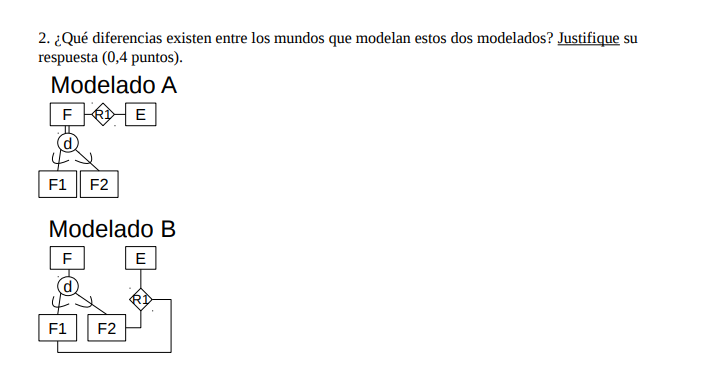 2. ¿Qué diferencias existen entre los mundos que modelan estos dos modelados? Justifique su
respuesta (0,4 puntos).
Modelado A
F R1 E
d
F1 F2
Modelado B
F E
d R1
F1 F2